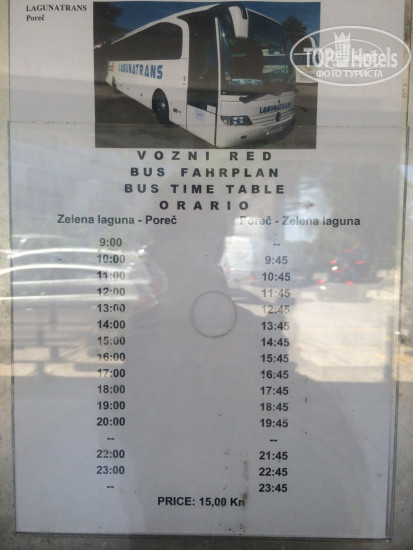 LAGUNATRANS
Poreč
TOPHotels
ФОТО ТУРИСТА
LAGUNATRANS
LAGUNATRANS
VOZNI RED
BUS FAHRPLAN
BUS TIME TABLE
ORARIO
Zelena laguna - Poreč Poreč - Zelena laguna
9:00 --
10:00 9:45
11:00 10:45
12:00 11:45
13:00 12:45
14:00 13:45
15:00 14:45
16:00 15:45
17:00 16:45
18:00 17:45
19:00 18:45
20:00 19:45
-- --
22:00 21:45
23:00 22:45
-- 23:45
PRICE: 15,00 Kn